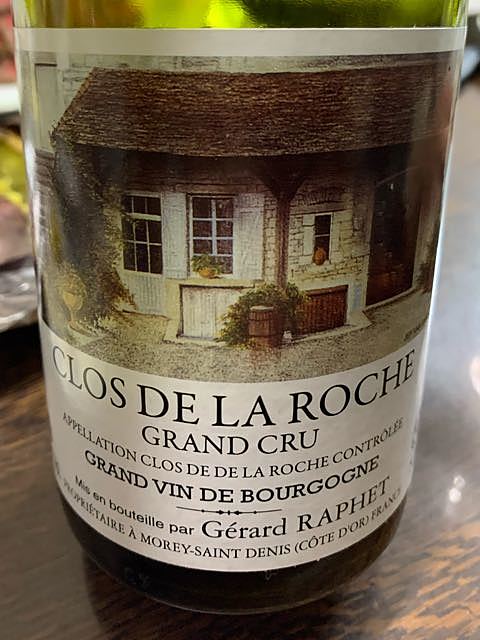 CLOS DE LA ROCHE
GRAND CRU
APPELLATION CLOS DE DE LA ROCHE CONTRÔLÉE
GRAND VIN DE BOURGOGNE
Mis en bouteille par Gérard RAPHET
PROPRIÉTAIRE À MOREY-SAINT DENIS (CÔTE D'OR) FRANCE